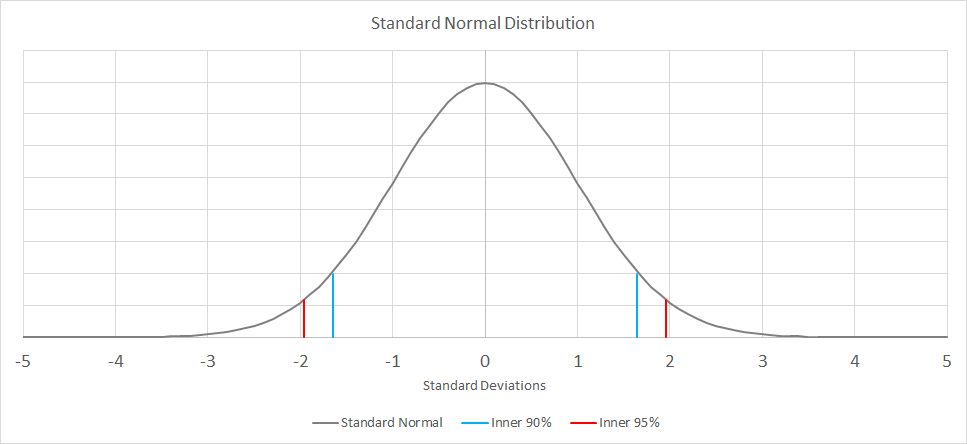 Standard Normal Distribution
-5 -4 -3 -2 -1 0 1 2 3 4 5
Standard Deviations
Standard Normal Inner 90% Inner 95%